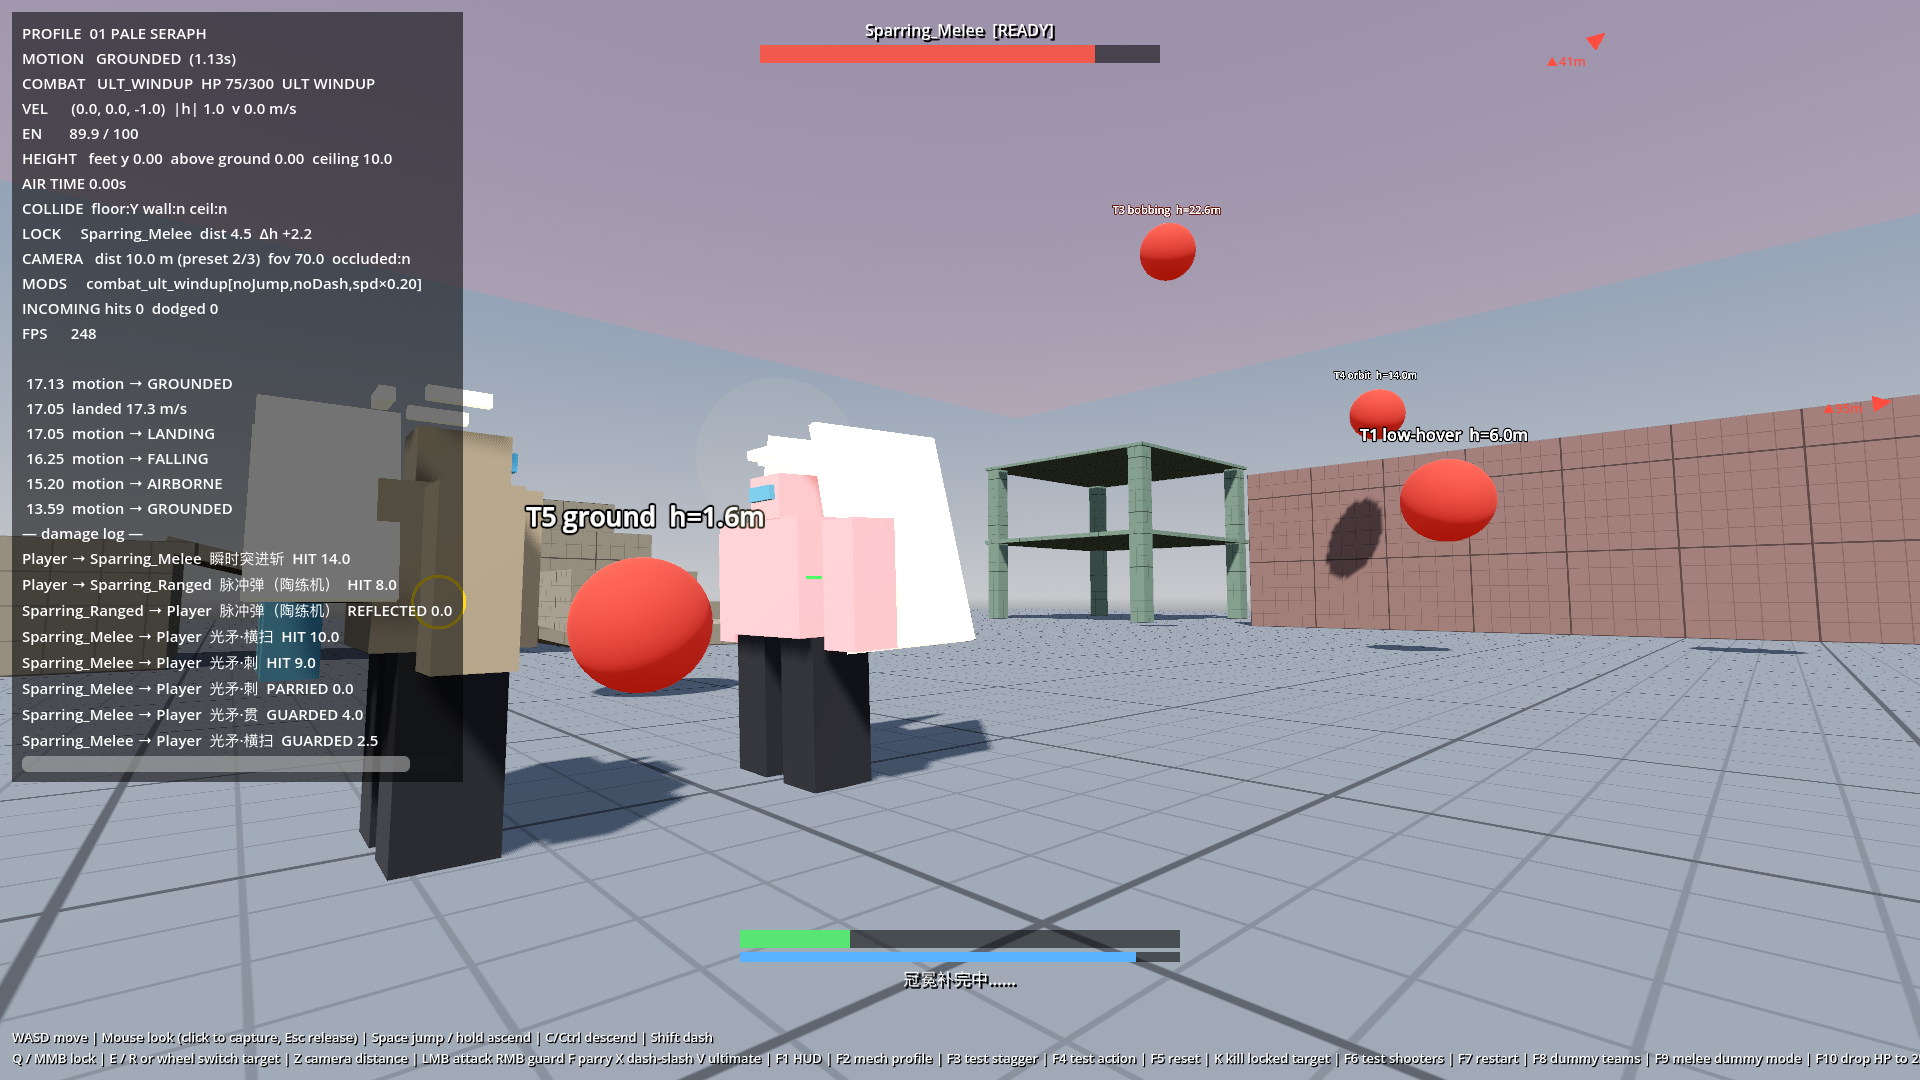 PROFILE 01 PALE SERAPH
MOTION GROUNDED (1.13s)
COMBAT ULT_WINDUP HP 75/300 ULT WINDUP
VEL (0.0, 0.0, -1.0) |h| 1.0 v 0.0 m/s
EN 89.9 / 100
HEIGHT feet y 0.00 above ground 0.00 ceiling 10.0
AIR TIME 0.00s
COLLIDE floor:Y wall:n ceil:n
LOCK Sparring_Melee dist 4.5 Δh +2.2
CAMERA dist 10.0 m (preset 2/3) fov 70.0 occluded:n
MODS combat_ult_windup[noJump,noDash,spd×0.20]
INCOMING hits 0 dodged 0
FPS 248
17.13 motion → GROUNDED
17.05 landed 17.3 m/s
17.05 motion → LANDING
16.25 motion → FALLING
15.20 motion → AIRBORNE
13.59 motion → GROUNDED
— damage log —
Player → Sparring_Melee 瞬时突进斩 HIT 14.0
Player → Sparring_Ranged 脉冲弹（陶练机） HIT 8.0
Sparring_Ranged → Player 脉冲弹（陶练机） REFLECTED 0.0
Sparring_Melee → Player 光矛·横扫 HIT 10.0
Sparring_Melee → Player 光矛·刺 HIT 9.0
Sparring_Melee → Player 光矛·刺 PARRIED 0.0
Sparring_Melee → Player 光矛·贯 GUARDED 4.0
Sparring_Melee → Player 光矛·横扫 GUARDED 2.5
Sparring_Melee [READY]
▲41m
T3 bobbing h=22.6m
T4 orbit h=14.0m
▲95m
T1 low-hover h=6.0m
T5 ground h=1.6m
冠冕补完中......
WASD move | Mouse look (click to capture, Esc release) | Space jump / hold ascend | C/Ctrl descend | Shift dash
Q / MMB lock | E / R or wheel switch target | Z camera distance | LMB attack RMB guard F parry X dash-slash V ultimate | F1 HUD | F2 mech profile | F3 test stagger | F4 test action | F5 reset | K kill locked target | F6 test shooters | F7 restart | F8 dummy teams | F9 melee dummy mode | F10 drop HP to